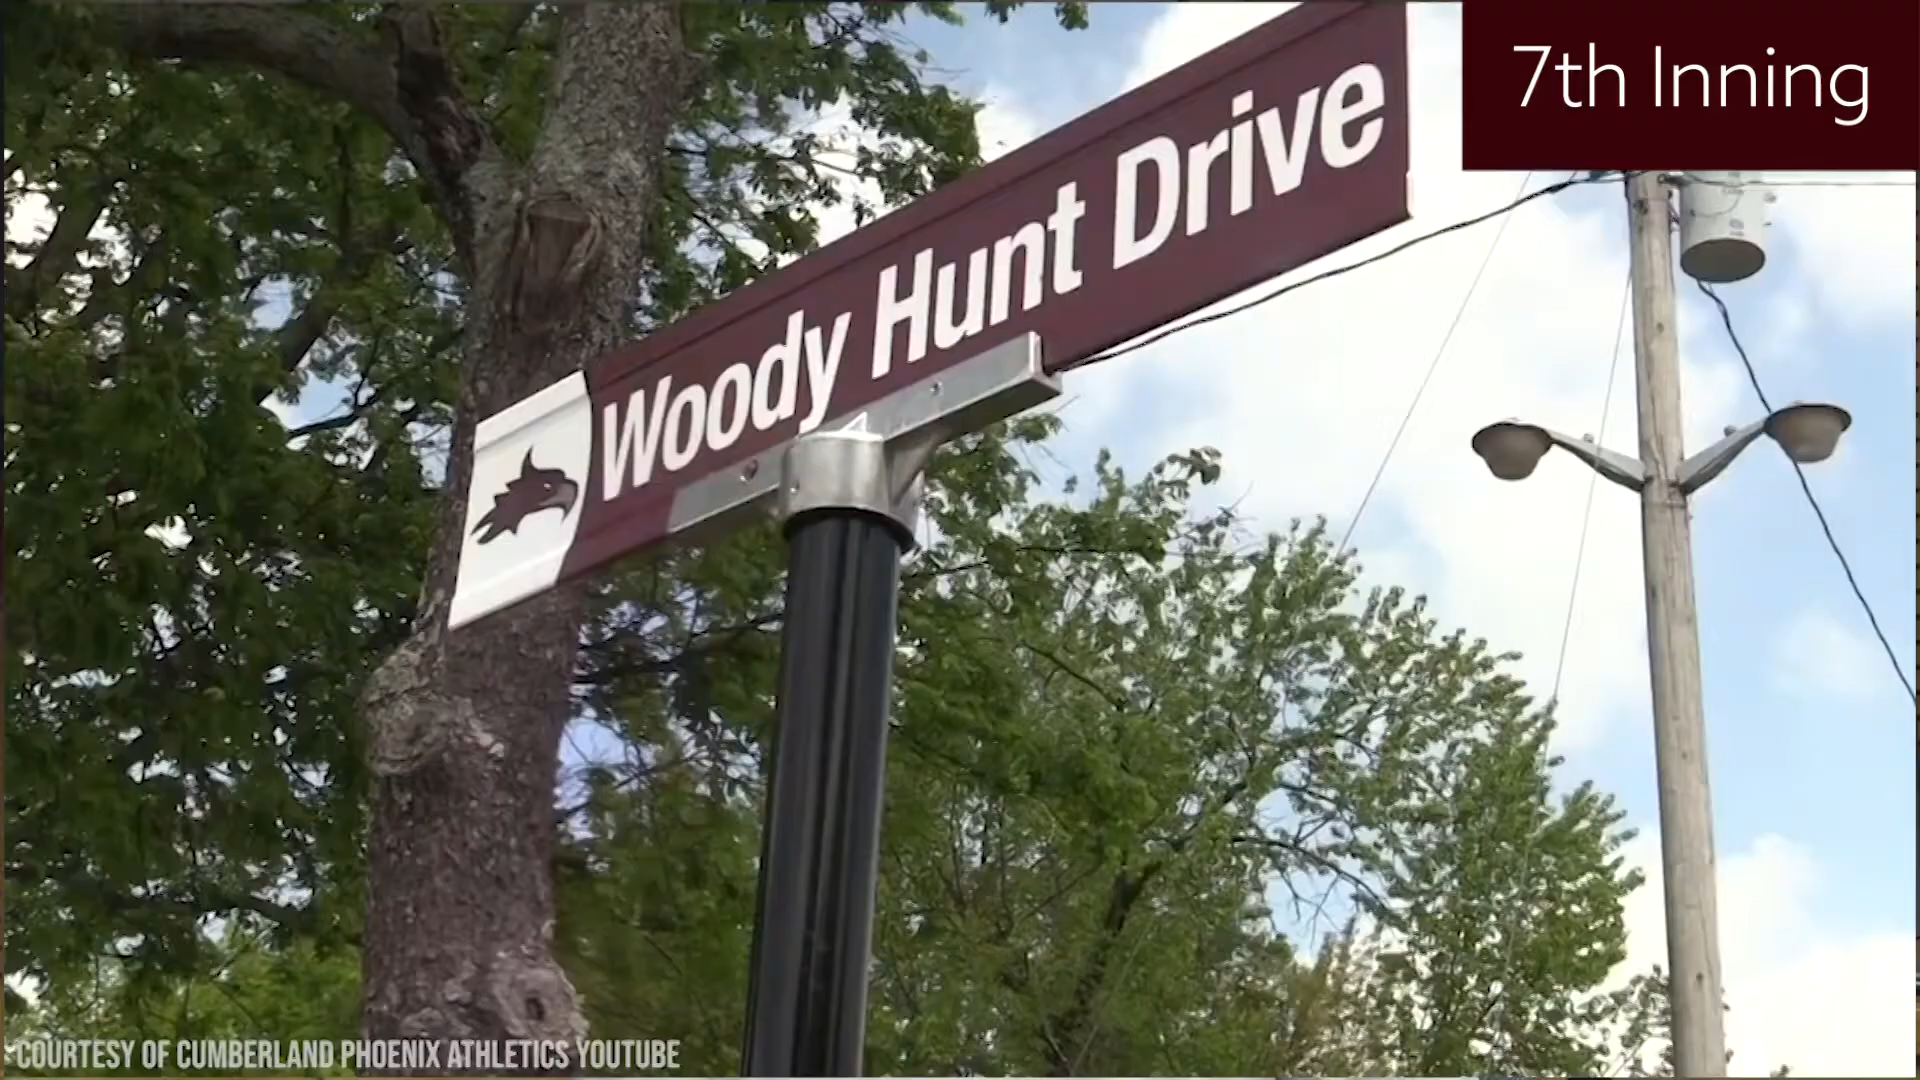 7th Inning
Woody Hunt Drive
COURTESY OF CUMBERLAND PHOENIX ATHLETICS YOUTUBE